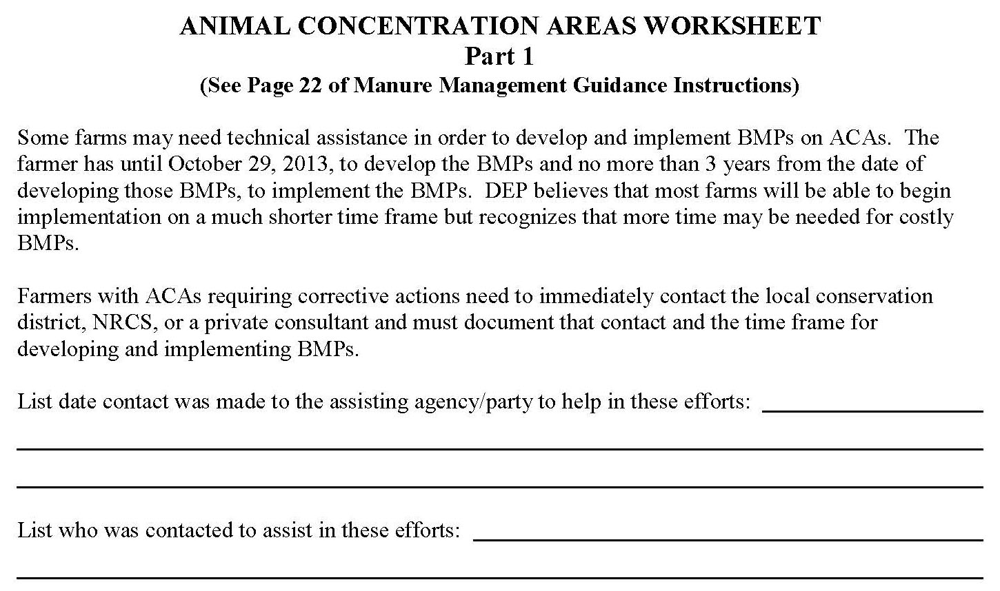 ANIMAL CONCENTRATION AREAS WORKSHEET
Part 1
(See Page 22 of Manure Management Guidance Instructions)
Some farms may need technical assistance in order to develop and implement BMPs on ACAs.  The
farmer has until October 29, 2013, to develop the BMPs and no more than 3 years from the date of
developing those BMPs, to implement the BMPs.  DEP believes that most farms will be able to begin
implementation on a much shorter time frame but recognizes that more time may be needed for costly
BMPs.
Farmers with ACAs requiring corrective actions need to immediately contact the local conservation
district, NRCS, or a private consultant and must document that contact and the time frame for
developing and implementing BMPs.
List date contact was made to the assisting agency/party to help in these efforts:
List who was contacted to assist in these efforts: